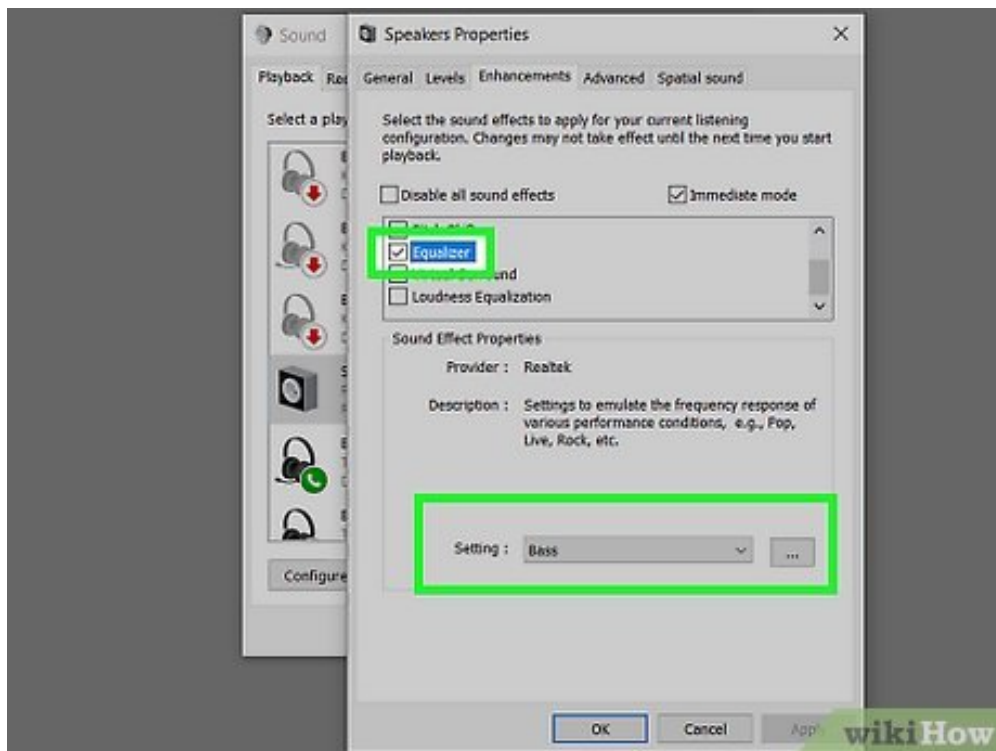 Sound
Speakers Properties
Playback
General Levels Enhancements Advanced Spatial sound
Select a play
Select the sound effects to apply for your current listening
configuration. Changes may not take effect until the next time you start
playback.
Disable all sound effects
Immediate mode
Equalizer
Loudness Equalization
Sound Effect Properties
Provider : Realtek
Description : Settings to emulate the frequency response of
various performance conditions, e.g., Pop,
Live, Rock, etc.
Setting : Bass
...
Configure
OK Cancel
wikiHow